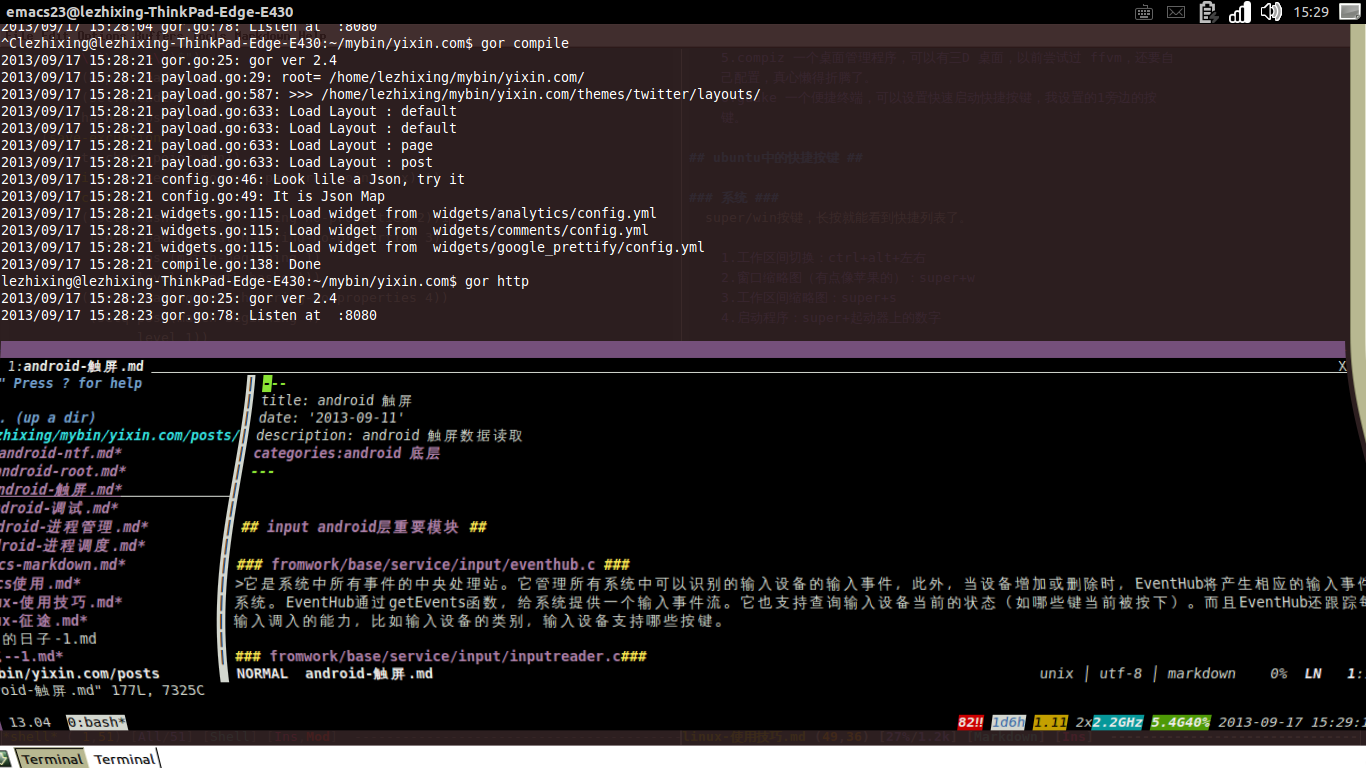 emacs23@lezhixing-ThinkPad-Edge-E430 15:29
2013/09/17 15:28:04 gor.go:78: Listen at :8080
^Clezhixing@lezhixing-ThinkPad-Edge-E430:~/mybin/yixin.com$ gor compile
2013/09/17 15:28:21 gor.go:25: gor ver 2.4
2013/09/17 15:28:21 payload.go:29: root= /home/lezhixing/mybin/yixin.com/
2013/09/17 15:28:21 payload.go:587: >>> /home/lezhixing/mybin/yixin.com/themes/twitter/layouts/
2013/09/17 15:28:21 payload.go:633: Load Layout : default
2013/09/17 15:28:21 payload.go:633: Load Layout : default
2013/09/17 15:28:21 payload.go:633: Load Layout : page
2013/09/17 15:28:21 payload.go:633: Load Layout : post
2013/09/17 15:28:21 config.go:46: Look lile a Json, try it
2013/09/17 15:28:21 config.go:49: It is Json Map
2013/09/17 15:28:21 widgets.go:115: Load widget from widgets/analytics/config.yml
2013/09/17 15:28:21 widgets.go:115: Load widget from widgets/comments/config.yml
2013/09/17 15:28:21 widgets.go:115: Load widget from widgets/google_prettify/config.yml
2013/09/17 15:28:21 compile.go:138: Done
lezhixing@lezhixing-ThinkPad-Edge-E430:~/mybin/yixin.com$ gor http
2013/09/17 15:28:23 gor.go:25: gor ver 2.4
2013/09/17 15:28:23 gor.go:78: Listen at :8080
## ubuntu中的快捷按键 ##
### 系统 ###
super/win按键，长按就能看到快捷列表了。
1.工作区间切换：ctrl+alt+左右
2.窗口缩略图（有点像苹果的）：super+w
3.工作区间缩略图：super+s
4.启动程序：super+起动器上的数字
1:android-触屏.md X
" Press ? for help
. (up a dir)
zhixing/mybin/yixin.com/posts/
android-ntf.md*
android-root.md*
ndroid-触屏.md*
droid-调试.md*
droid-进程管理.md*
roid-进程调度.md*
cs-markdown.md*
cs使用.md*
ux-使用技巧.md*
ux-征途.md*
的日子-1.md
--1.md*
bin/yixin.com/posts
---
title: android 触屏
date: '2013-09-11'
description: android 触屏数据读取
categories:android 底层
---
## input android层重要模块 ##
### fromwork/base/service/input/eventhub.c ###
>它是系统中所有事件的中央处理站。它管理所有系统中可以识别的输入设备的输入事件，此外，当设备增加或删除时，EventHub将产生相应的输入事件
系统。EventHub通过getEvents函数，给系统提供一个输入事件流。它也支持查询输入设备当前的状态（如哪些键当前被按下）。而且EventHub还跟踪每
输入调入的能力，比如输入设备的类别，输入设备支持哪些按键。
### fromwork/base/service/input/inputreader.c###
NORMAL android-触屏.md unix | utf-8 | markdown 0% LN 1:
oid-触屏.md" 177L, 7325C
13.04 0:bash* 82!! 1d6h 1.11 2x2.2GHz 5.4G40% 2013-09-17 15:29:1
Terminal Terminal